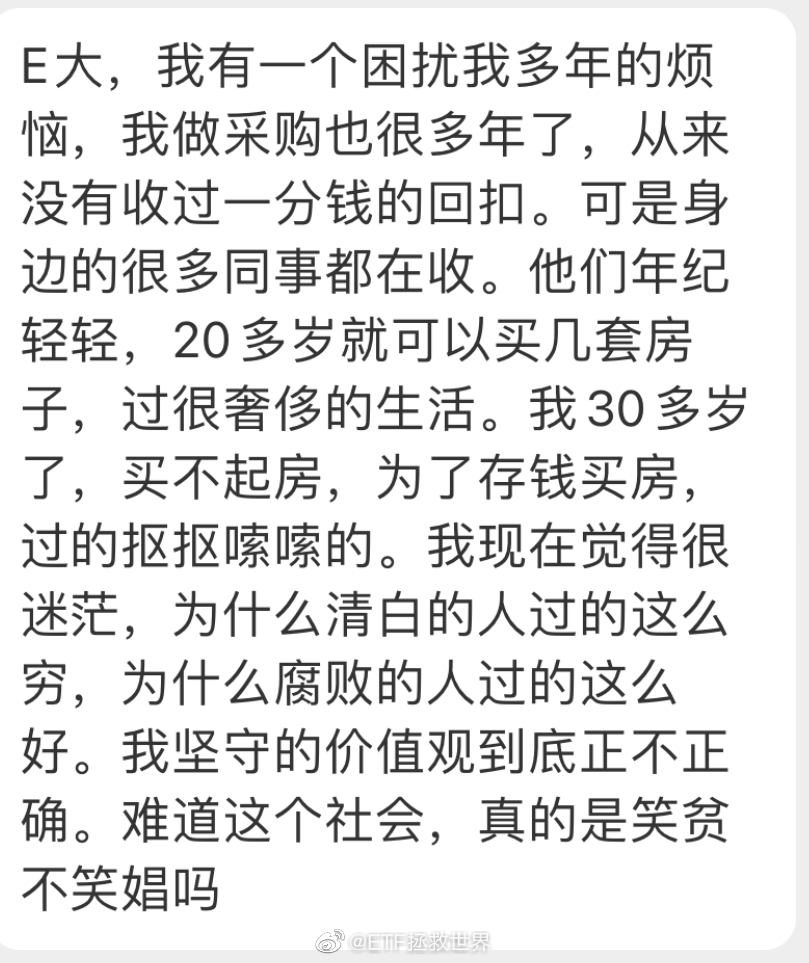 E大，我有一个困扰我多年的烦
恼，我做采购也很多年了，从来
没有收过一分钱的回扣。可是身
边的很多同事都在收。他们年纪
轻轻，20多岁就可以买几套房
子，过很奢侈的生活。我30多岁
了，买不起房，为了存钱买房，
过的抠抠嗦嗦的。我现在觉得很
迷茫，为什么清白的人过的这么
穷，为什么腐败的人过的这么
好。我坚守的价值观到底正不正
确。难道这个社会，真的是笑贫
不笑娼吗
@ETF拯救世界